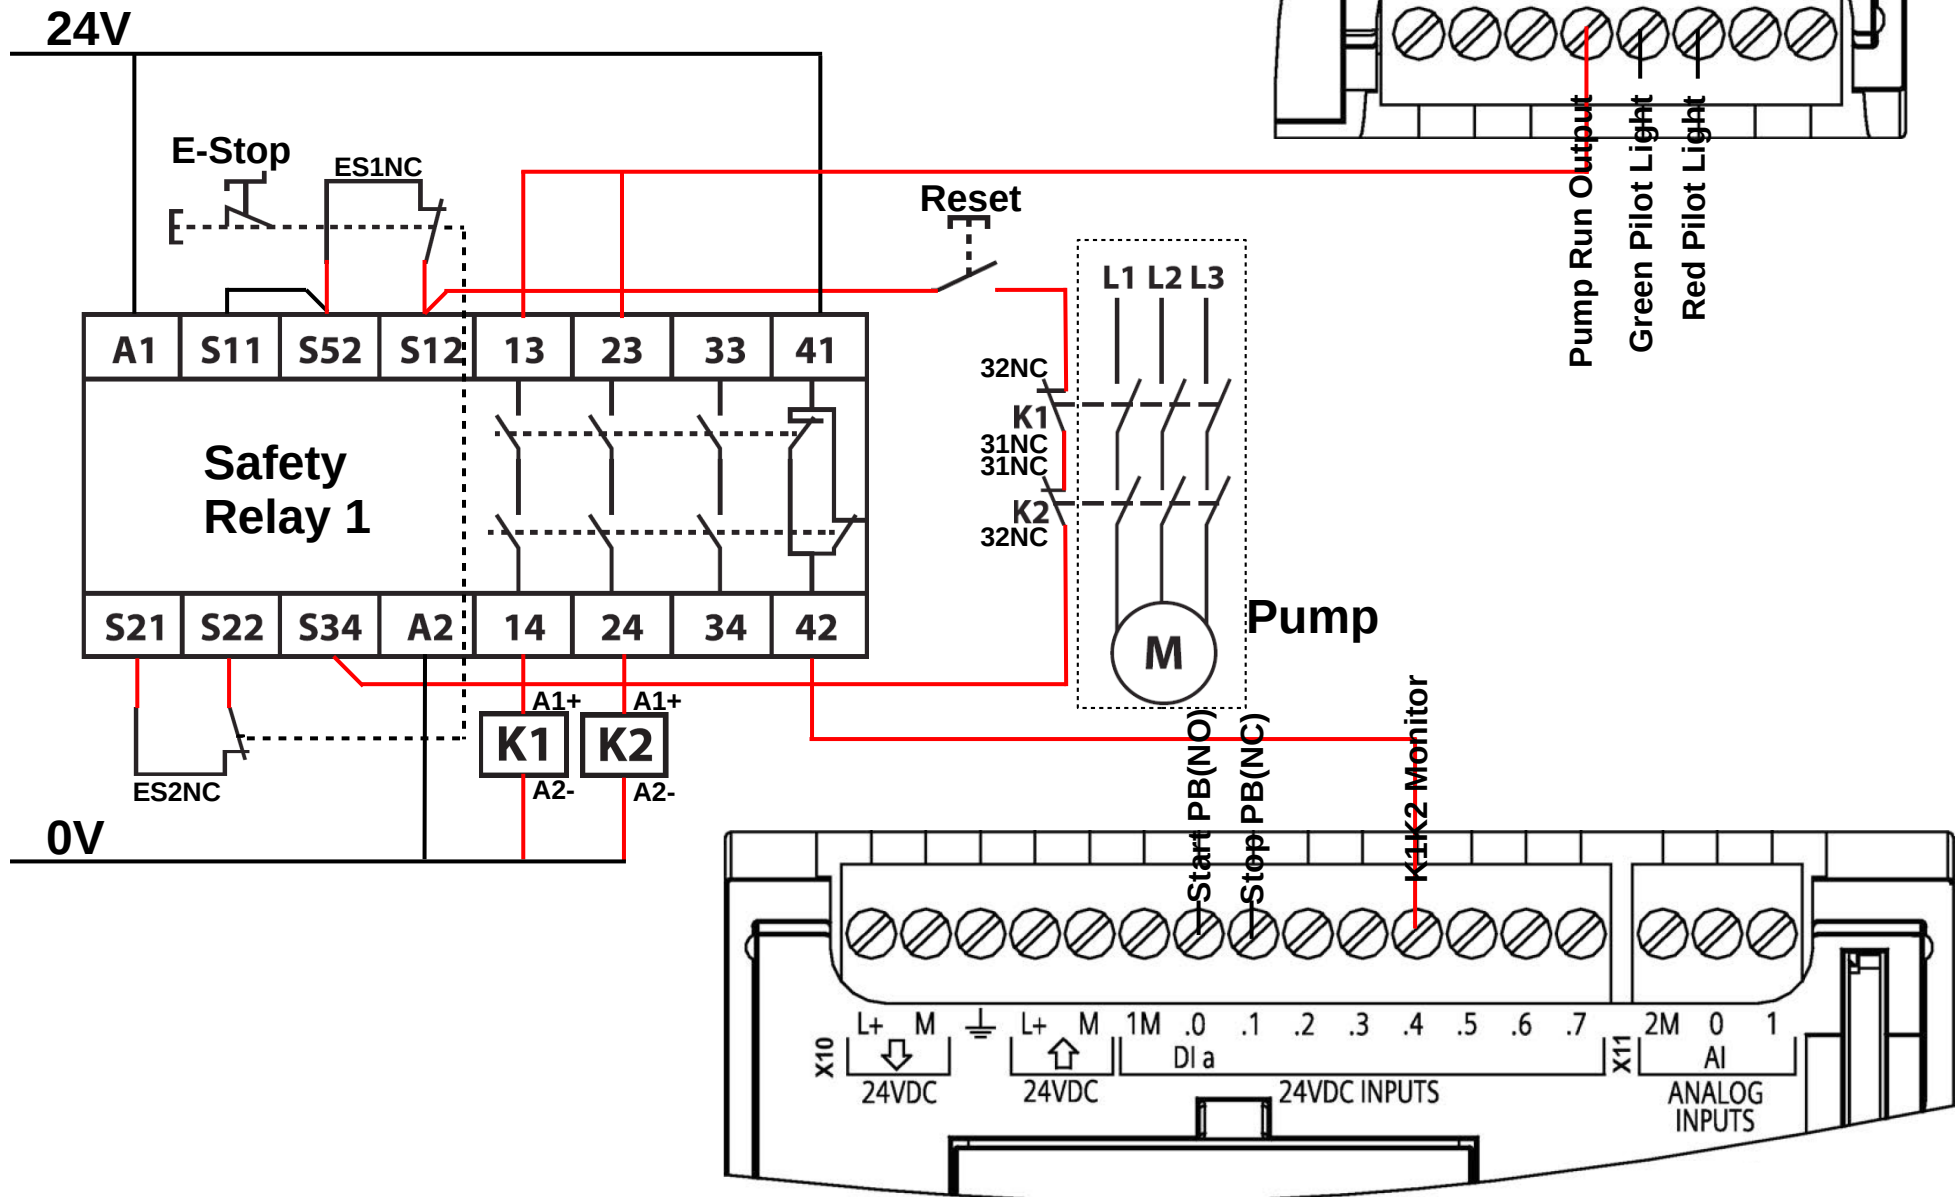 24V
E-Stop
ES1NC
Reset
Pump Run Output
Green Pilot Light
Red Pilot Light
L1 L2 L3
A1 S11 S52 S12 13 23 33 41
32NC
K1
31NC
31NC
K2
32NC
Safety
Relay 1
S21 S22 S34 A2 14 24 34 42
Pump
M
A1+ A1+
K1 K2
A2- A2-
ES2NC
0V
Start PB(NO)
Stop PB(NC)
K1K2 Monitor
L+ M L+ M 1M .0 .1 .2 .3 .4 .5 .6 .7 2M 0 1
X10 DI a X11 AI
24VDC 24VDC 24VDC INPUTS ANALOG
INPUTS